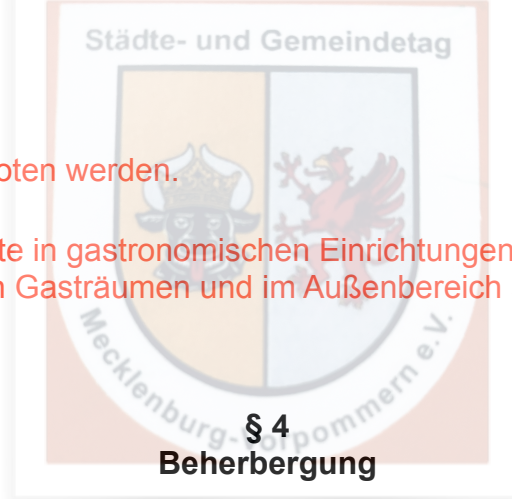 Städte- und Gemeindetag
oten werden.
te in gastronomischen Einrichtungen
Gasträumen und im Außenbereich
Mecklenburg-Vorpommern e.V.
§ 4
Beherbergung